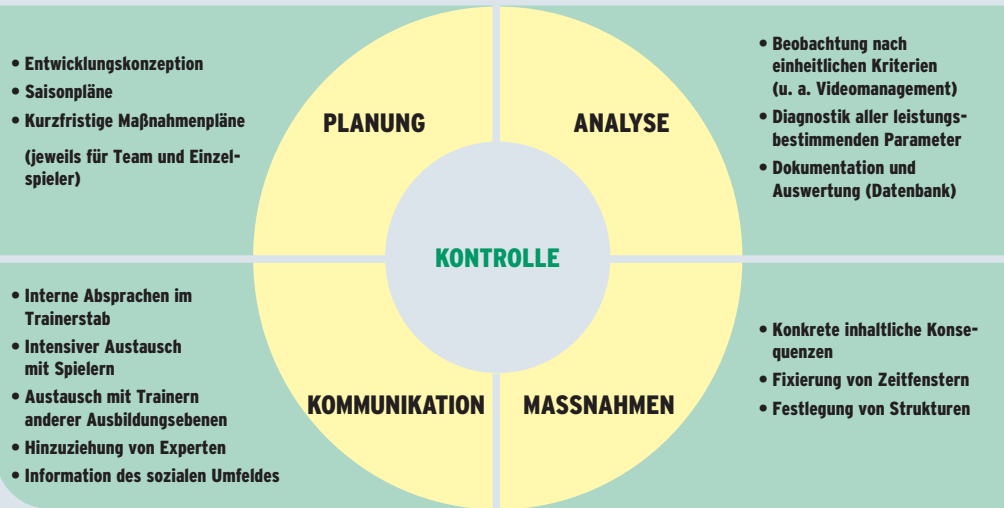 • Entwicklungskonzeption
• Saisonpläne
• Kurzfristige Maßnahmenpläne
(jeweils für Team und Einzel-
spieler)
PLANUNG
ANALYSE
• Beobachtung nach
einheitlichen Kriterien
(u. a. Videomanagement)
• Diagnostik aller leistungs-
bestimmenden Parameter
• Dokumentation und
Auswertung (Datenbank)
KONTROLLE
• Interne Absprachen im
Trainerstab
• Intensiver Austausch
mit Spielern
• Austausch mit Trainern
anderer Ausbildungsebenen
• Hinzuziehung von Experten
• Information des sozialen Umfeldes
KOMMUNIKATION
MASSNAHMEN
• Konkrete inhaltliche Konse-
quenzen
• Fixierung von Zeitfenstern
• Festlegung von Strukturen